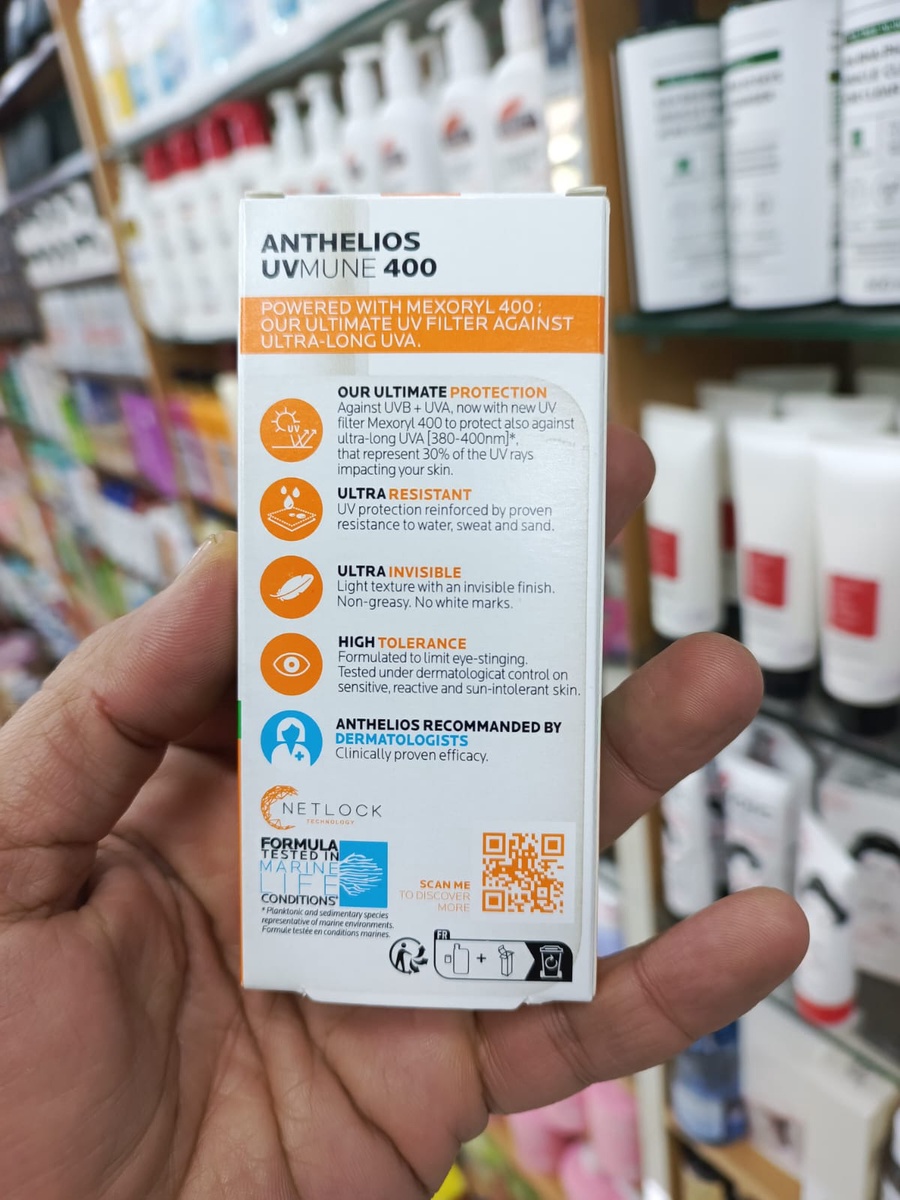 ANTHELIOS
UVMUNE 400
POWERED WITH MEXORYL 400 :
OUR ULTIMATE UV FILTER AGAINST
ULTRA-LONG UVA.
OUR ULTIMATE PROTECTION
Against UVB + UVA, now with new UV
filter Mexoryl 400 to protect also against
ultra-long UVA [380-400nm]*,
that represent 30% of the UV rays
impacting your skin.
UV
ULTRA RESISTANT
UV protection reinforced by proven
resistance to water, sweat and sand.
ULTRA INVISIBLE
Light texture with an invisible finish.
Non-greasy. No white marks.
HIGH TOLERANCE
Formulated to limit eye-stinging.
Tested under dermatological control on
sensitive, reactive and sun-intolerant skin.
ANTHELIOS RECOMMANDED BY
DERMATOLOGISTS
Clinically proven efficacy.
NETLOCK
TECHNOLOGY
FORMULA
TESTED IN
MARINE
LIFE
CONDITIONS*
* Planktonic and sedimentary species
representative of marine environments.
Formule testée en conditions marines.
SCAN ME
TO DISCOVER
MORE
FR
+